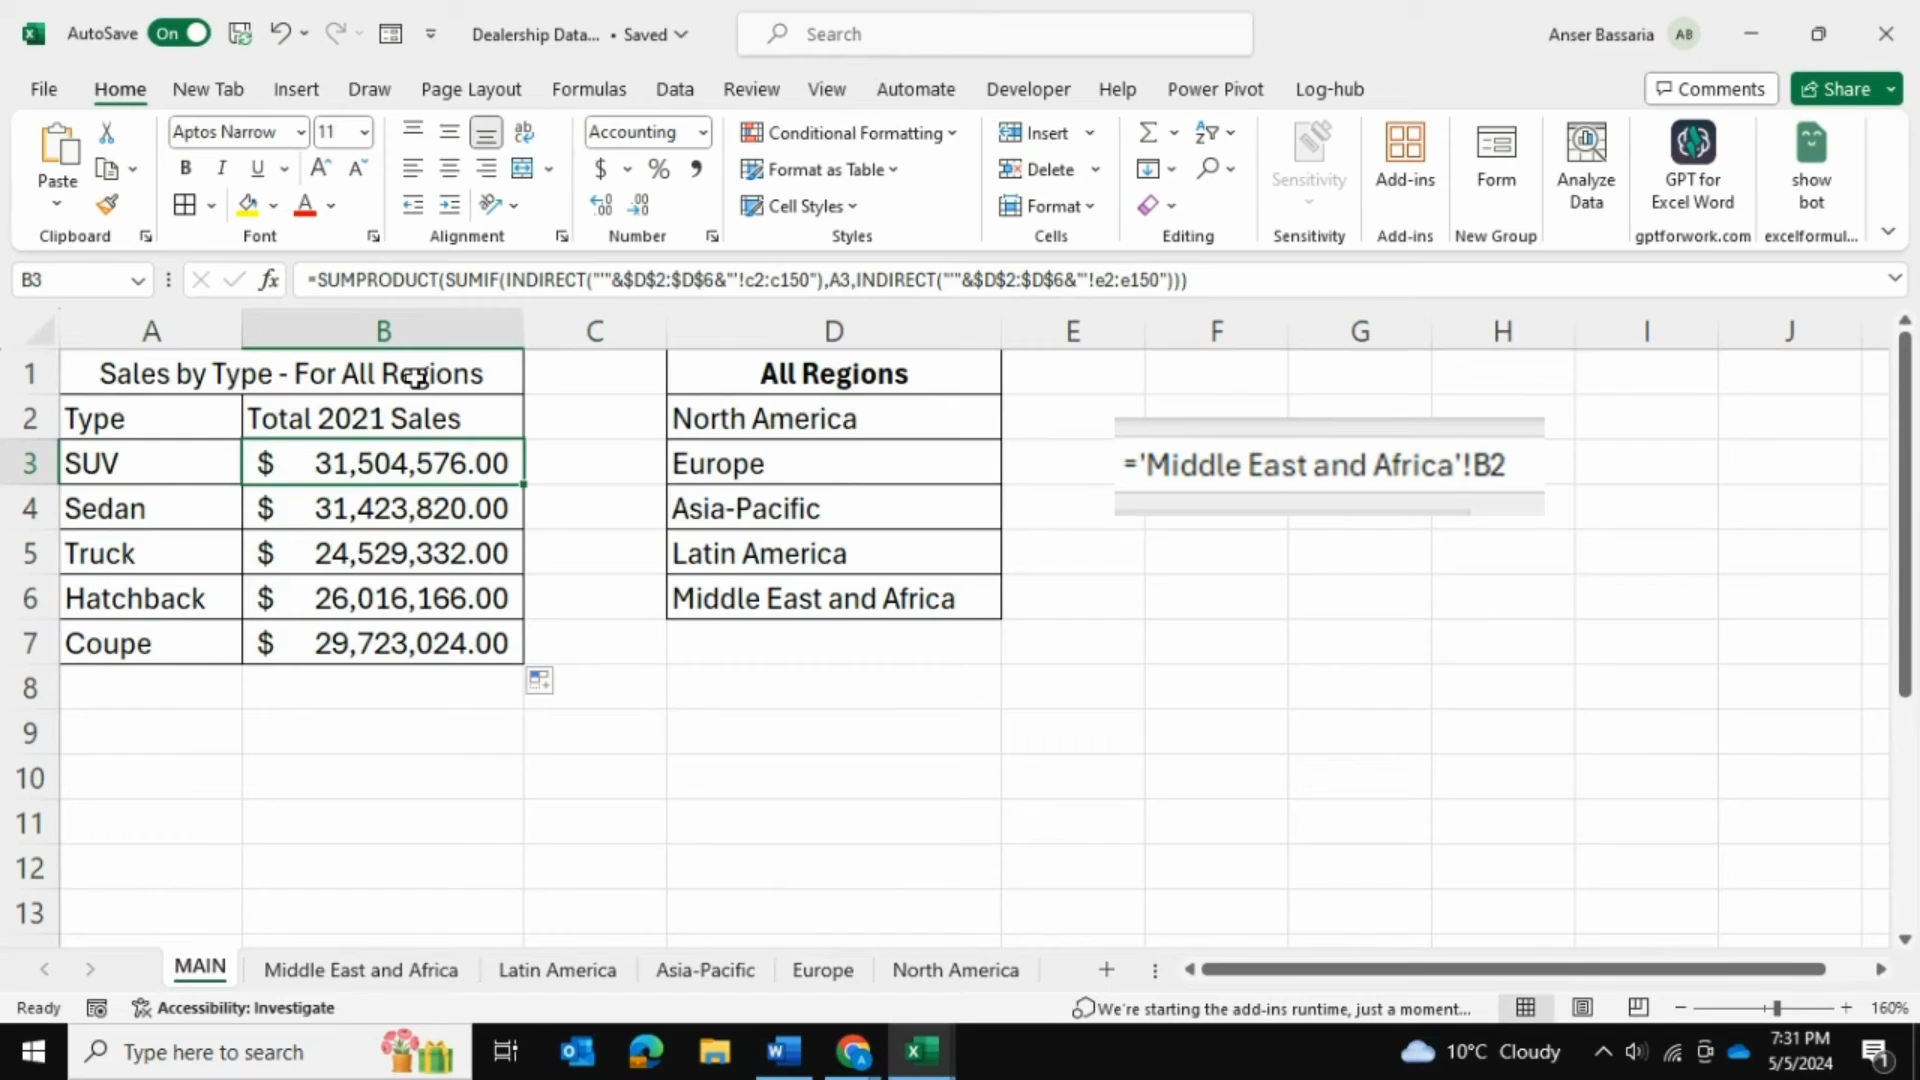 AutoSave On Dealership Data... • Saved Search Anser Bassaria AB
File Home New Tab Insert Draw Page Layout Formulas Data Review View Automate Developer Help Power Pivot Log-hub Comments Share
Paste Aptos Narrow 11 Accounting Conditional Formatting Insert
B I U $ % Format as Table Delete
Cell Styles Format
Sensitivity Add-ins Form Analyze Data GPT for Excel Word show bot
Clipboard Font Alignment Number Styles Cells Editing Sensitivity Add-ins New Group gptforwork.com excelformul...
B3 fx =SUMPRODUCT(SUMIF(INDIRECT("'"&$D$2:$D$6&"'!c2:c150"),A3,INDIRECT("'"&$D$2:$D$6&"'!e2:e150")))
A B C D E F G H I J
1 Sales by Type - For All Regions All Regions
2 Type Total 2021 Sales North America
3 SUV $ 31,504,576.00 Europe ='Middle East and Africa'!B2
4 Sedan $ 31,423,820.00 Asia-Pacific
5 Truck $ 24,529,332.00 Latin America
6 Hatchback $ 26,016,166.00 Middle East and Africa
7 Coupe $ 29,723,024.00
8
9
10
11
12
13
MAIN Middle East and Africa Latin America Asia-Pacific Europe North America
Ready Accessibility: Investigate We're starting the add-ins runtime, just a moment... 160%
Type here to search 10°C Cloudy 7:31 PM
5/5/2024 1